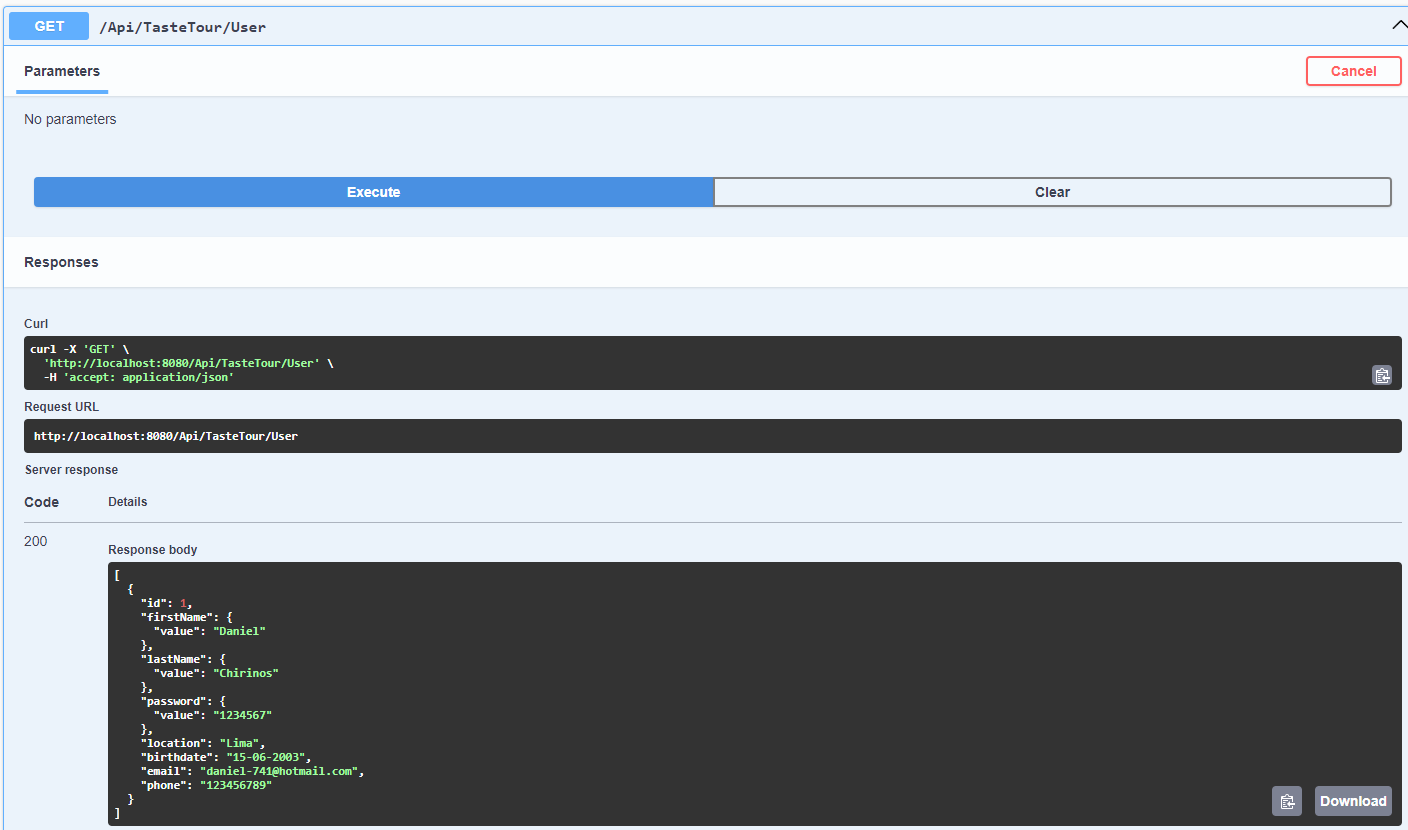 GET /Api/TasteTour/User
Parameters
Cancel
No parameters
Execute
Clear
Responses
Curl
curl -X 'GET' \
  'http://localhost:8080/Api/TasteTour/User' \
  -H 'accept: application/json'
Request URL
http://localhost:8080/Api/TasteTour/User
Server response
Code Details
200
Response body
[
  {
    "id": 1,
    "firstName": {
      "value": "Daniel"
    },
    "lastName": {
      "value": "Chirinos"
    },
    "password": {
      "value": "1234567"
    },
    "location": "Lima",
    "birthdate": "15-06-2003",
    "email": "daniel-741@hotmail.com",
    "phone": "123456789"
  }
]
Download